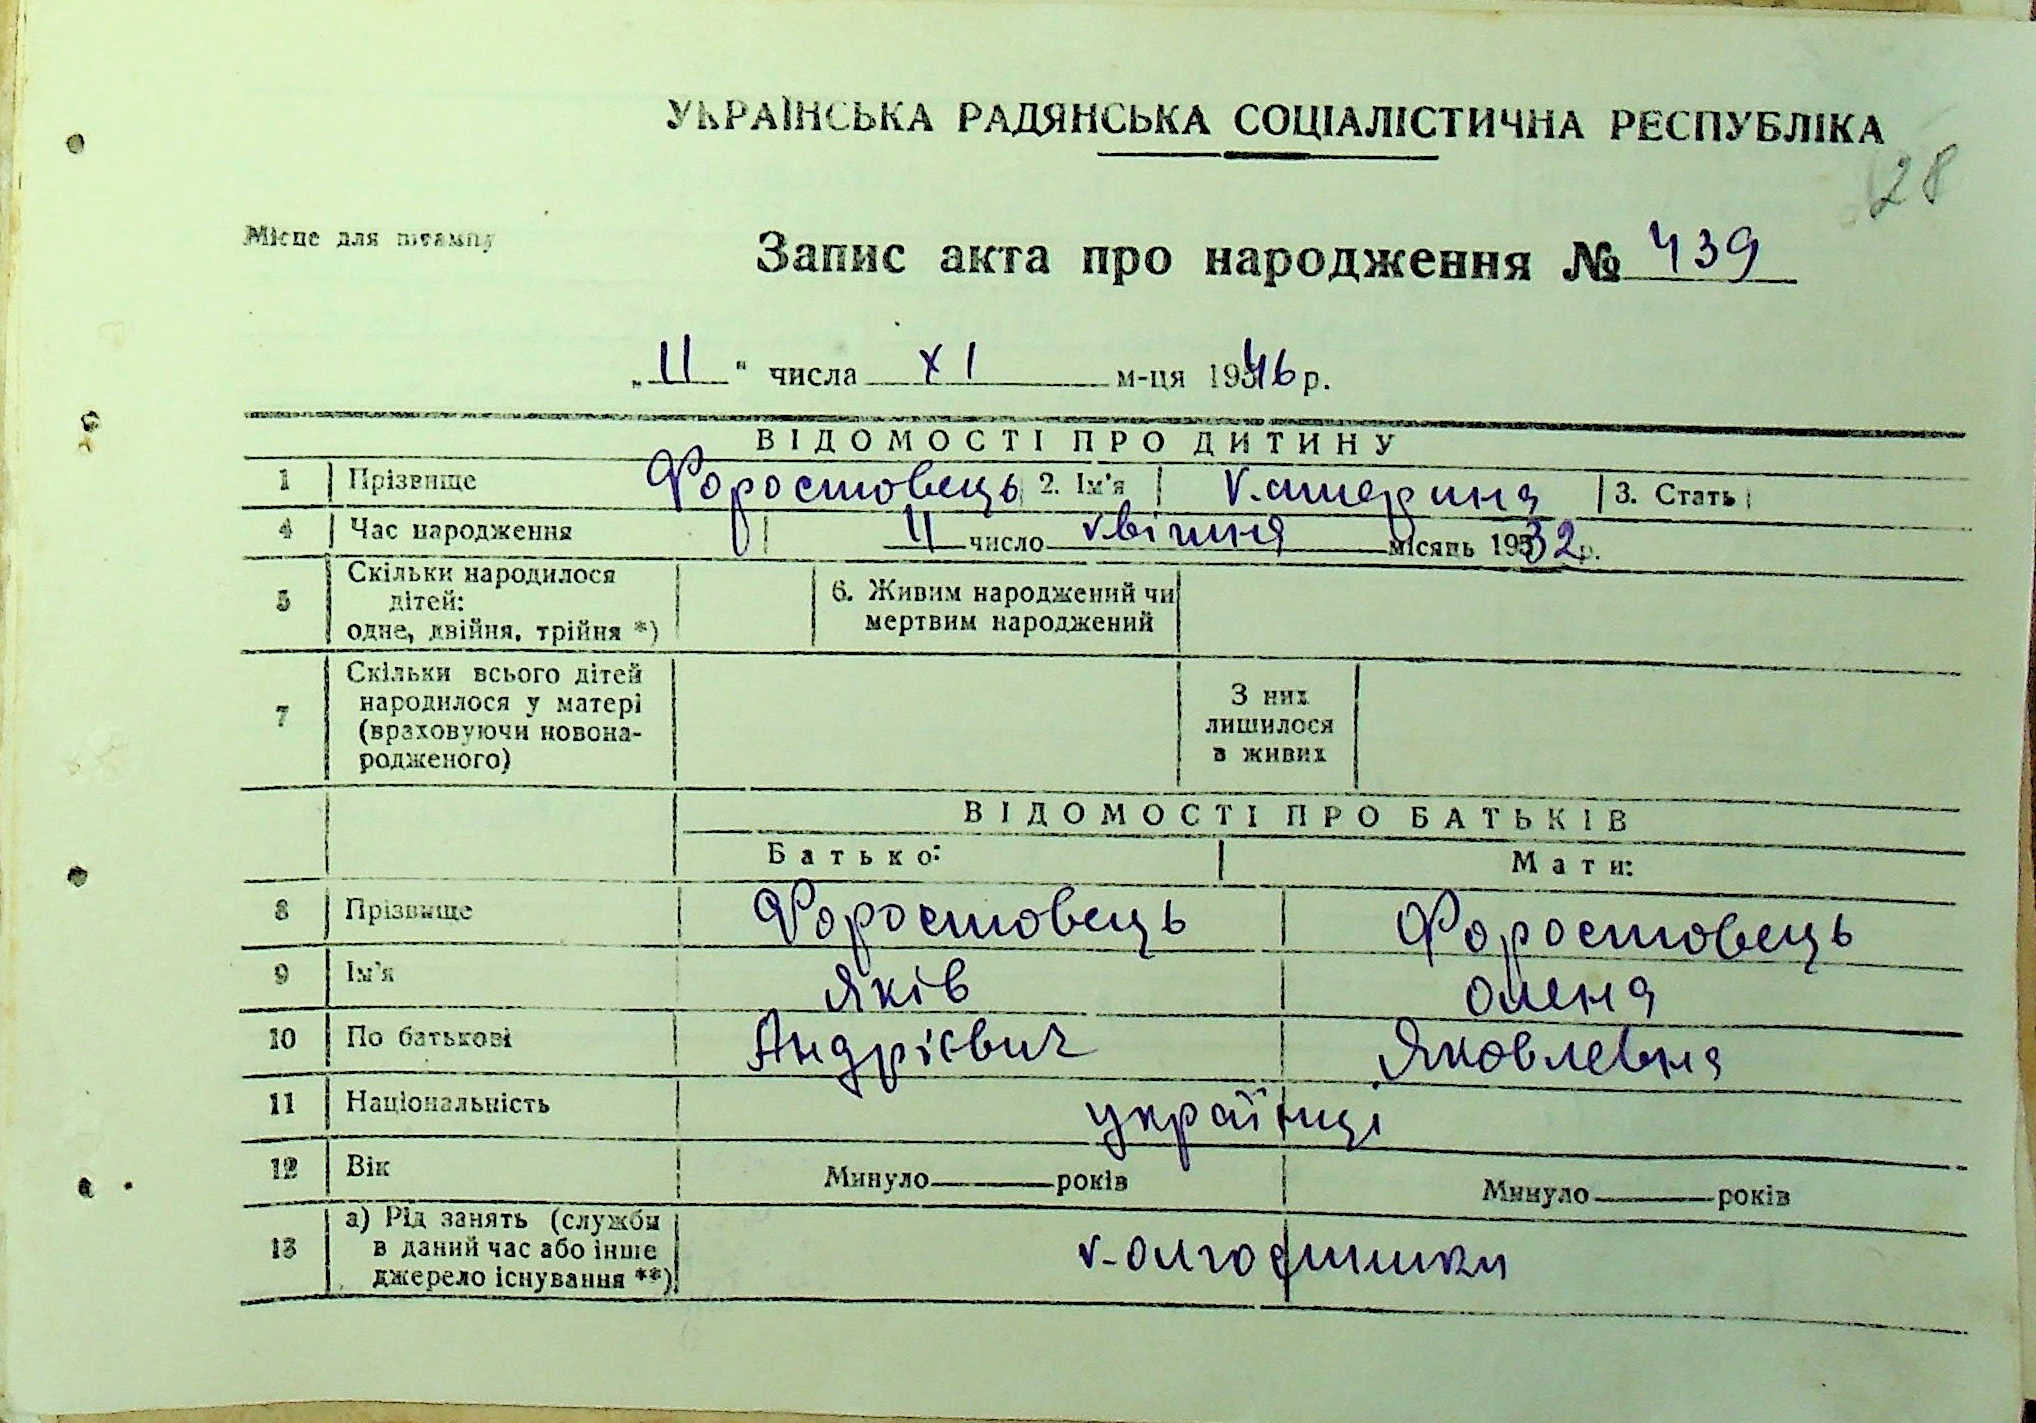 УКРАЇНСЬКА РАДЯНСЬКА СОЦІАЛІСТИЧНА РЕСПУБЛІКА
28
Місце для штампу
Запис акта про народження № 439
„ 11 “ числа XI м-ця 1946 р.
ВІДОМОСТІ ПРО ДИТИНУ
1 Прізвище Форостовець 2. Ім'я Катерина 3. Стать
4 Час народження 11 число квітня місяць 1932 р.
5 Скільки народилося дітей: одне, двійня, трійня *) 6. Живим народжений чи мертвим народжений
7 Скільки всього дітей народилося у матері (враховуючи новонародженого) З них лишилося в живих
ВІДОМОСТІ ПРО БАТЬКІВ
Батько: Мати:
8 Прізвище Форостовець Форостовець
9 Ім'я Яків Олена
10 По батькові Андрієвич Яковлевна
11 Національність українці
12 Вік Минуло років Минуло років
13 а) Рід занять (служби в даний час або інше джерело існування **) колгоспники